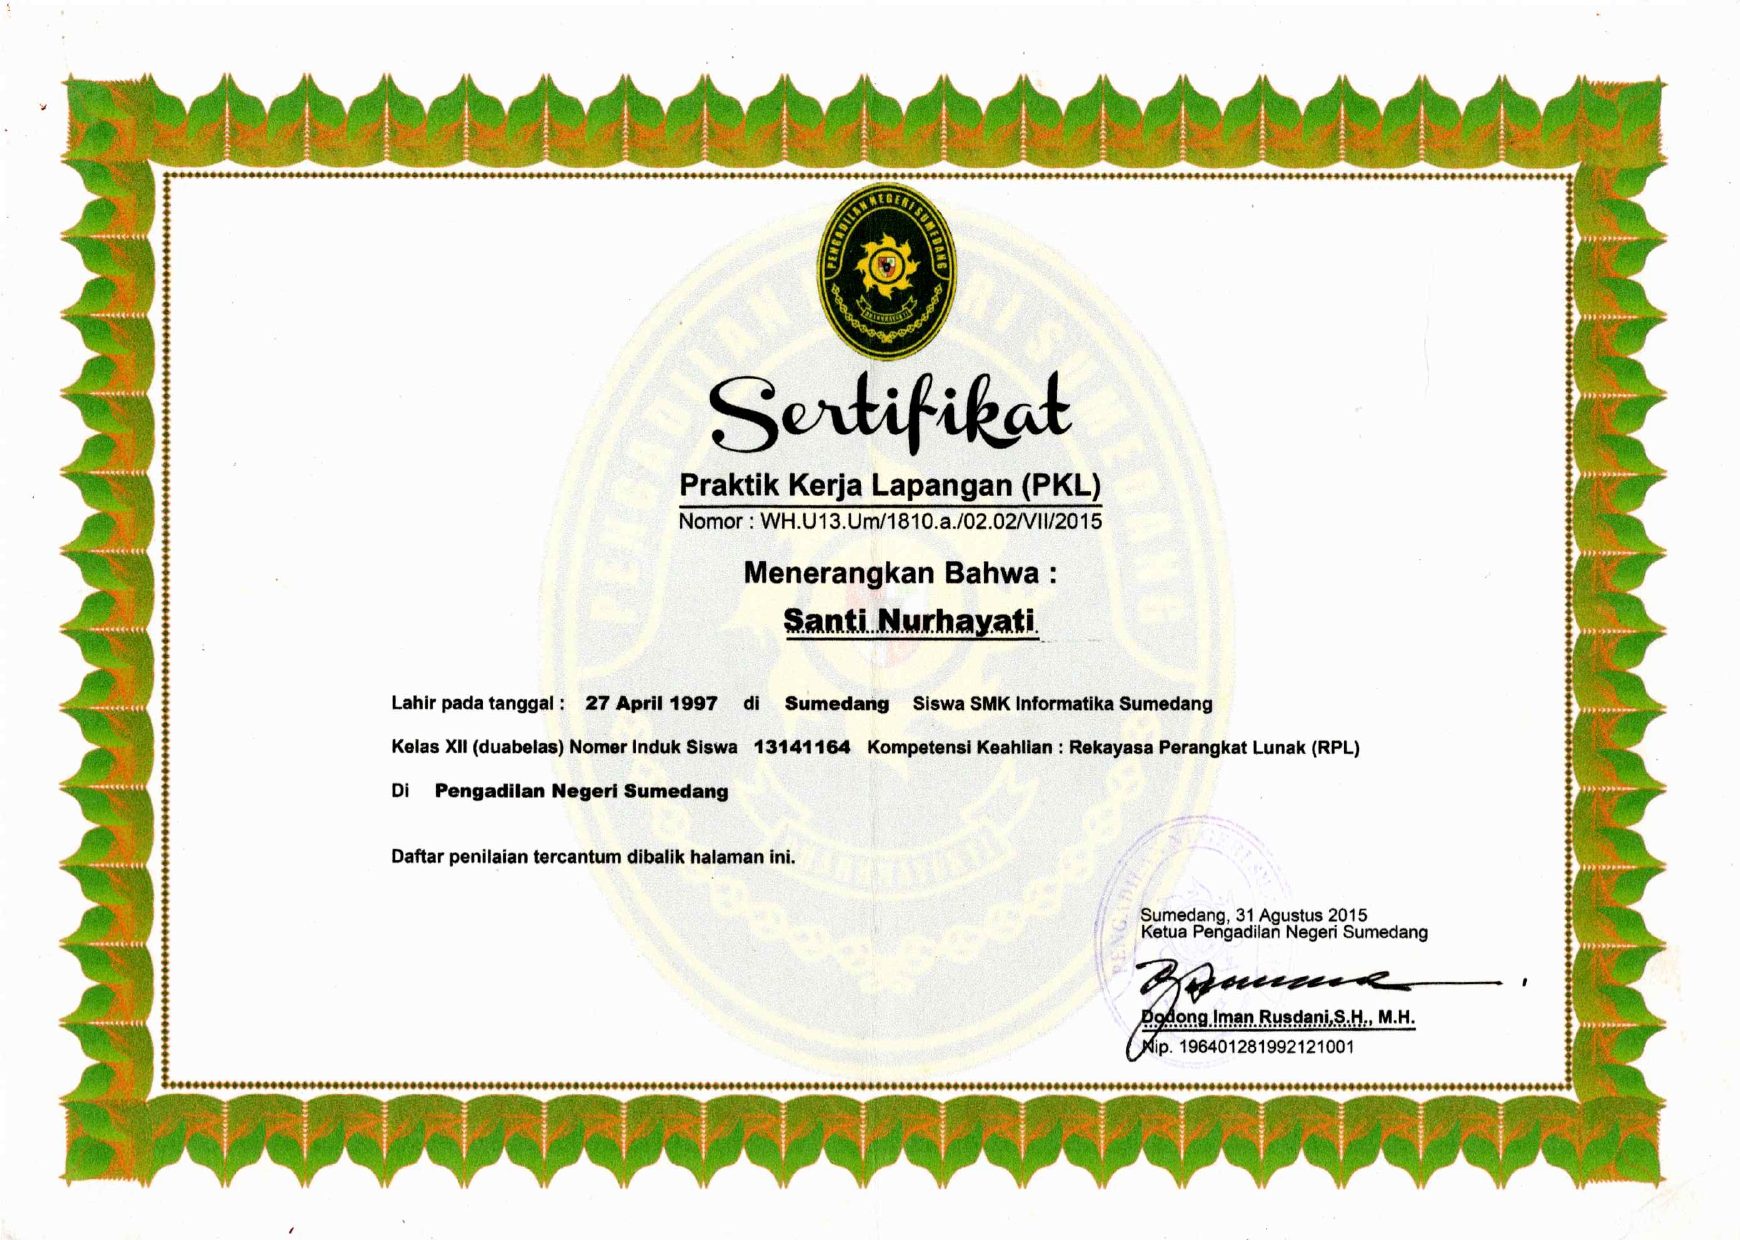 PENGADILAN NEGERI SUMEDANG
Sertifikat
Praktik Kerja Lapangan (PKL)
Nomor : WH.U13.Um/1810.a./02.02/VII/2015
Menerangkan Bahwa :
Santi Nurhayati
Lahir pada tanggal : 27 April 1997 di Sumedang Siswa SMK Informatika Sumedang
Kelas XII (duabelas) Nomer Induk Siswa 13141164 Kompetensi Keahlian : Rekayasa Perangkat Lunak (RPL)
Di Pengadilan Negeri Sumedang
Daftar penilaian tercantum dibalik halaman ini.
Sumedang, 31 Agustus 2015
Ketua Pengadilan Negeri Sumedang
Dodong Iman Rusdani,S.H., M.H.
Nip. 196401281992121001